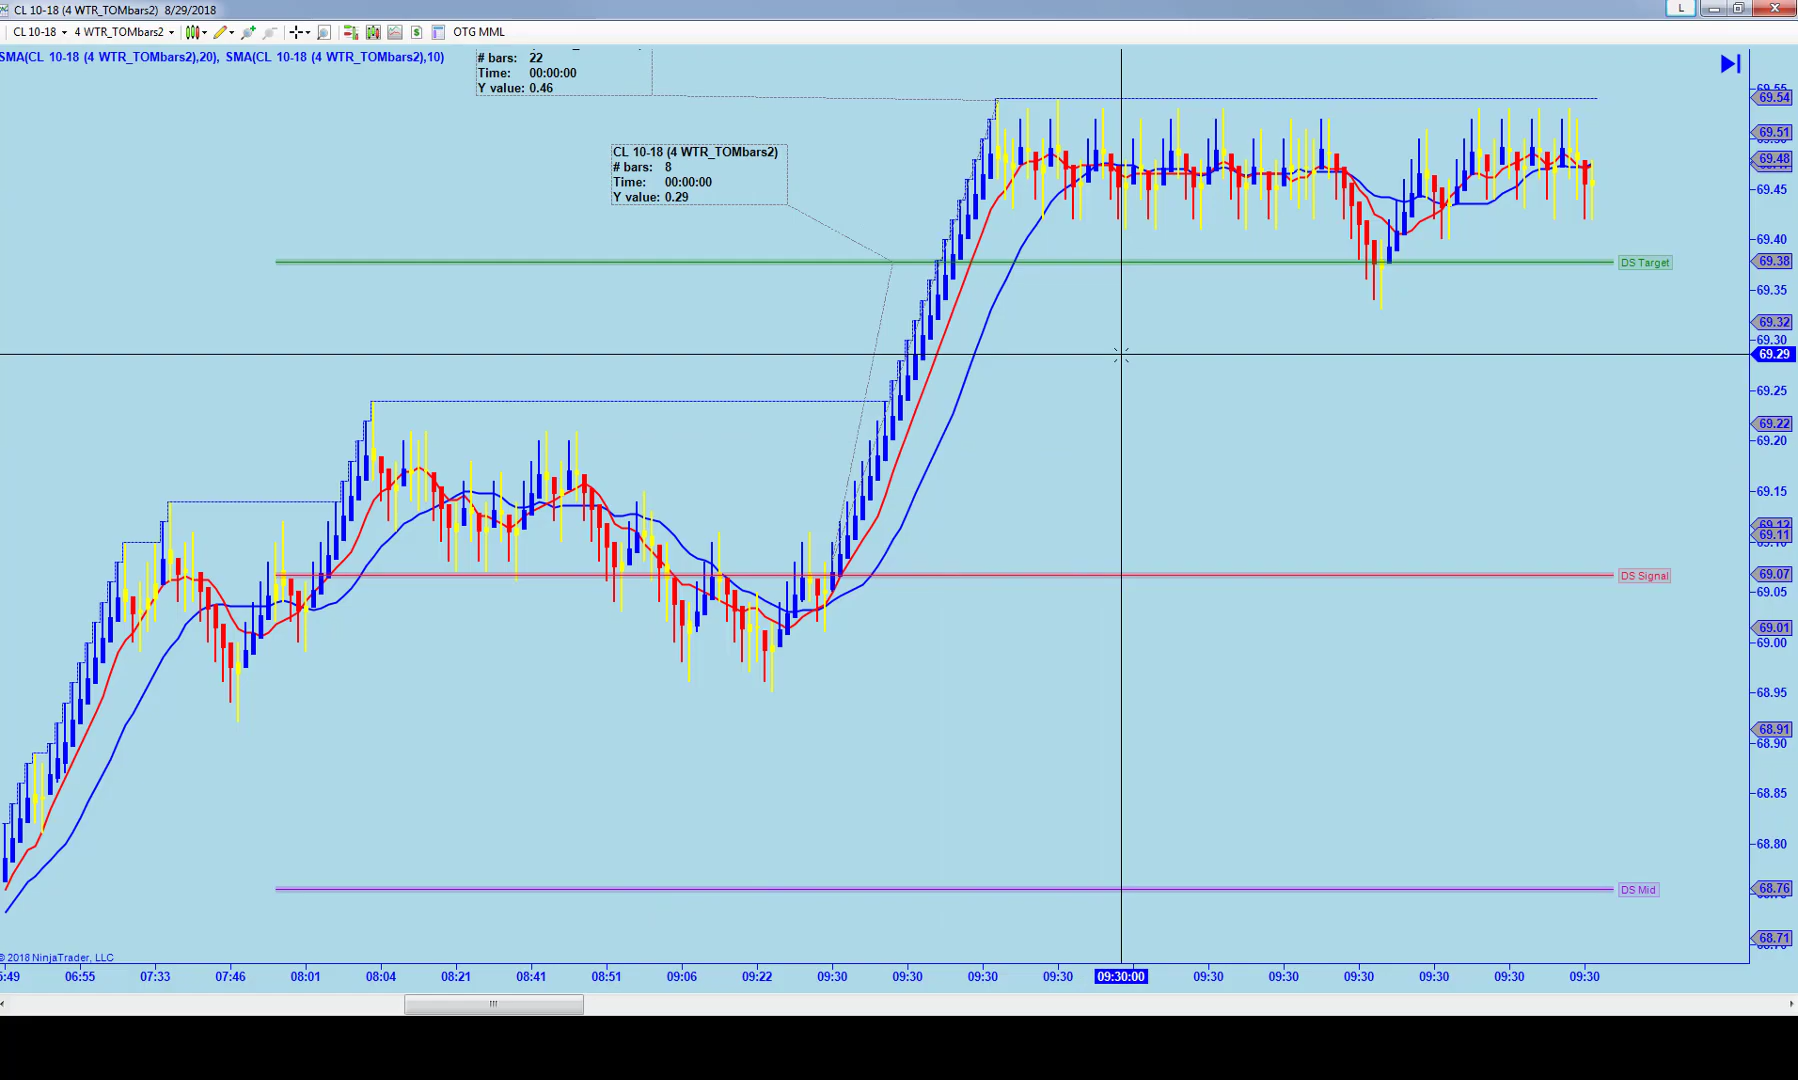 CL 10-18 (4 WTR_TOMbars2)  8/29/2018
L
CL 10-18  4 WTR_TOMbars2  $  OTG MML
SMA(CL 10-18 (4 WTR_TOMbars2),20),  SMA(CL 10-18 (4 WTR_TOMbars2),10)
# bars:   22
Time:     00:00:00
Y value:  0.46
CL 10-18 (4 WTR_TOMbars2)
# bars:   8
Time:     00:00:00
Y value:  0.29
DS Target
DS Signal
DS Mid
69.54
69.51
69.48
69.45
69.40
69.38
69.35
69.32
69.30
69.29
69.25
69.22
69.20
69.15
69.12
69.11
69.07
69.05
69.01
69.00
68.95
68.91
68.90
68.85
68.80
68.76
68.71
© 2018 NinjaTrader, LLC
5:49  06:55  07:33  07:46  08:01  08:04  08:21  08:41  08:51  09:06  09:22  09:30  09:30  09:30  09:30  09:30:00  09:30  09:30  09:30  09:30  09:30  09:30